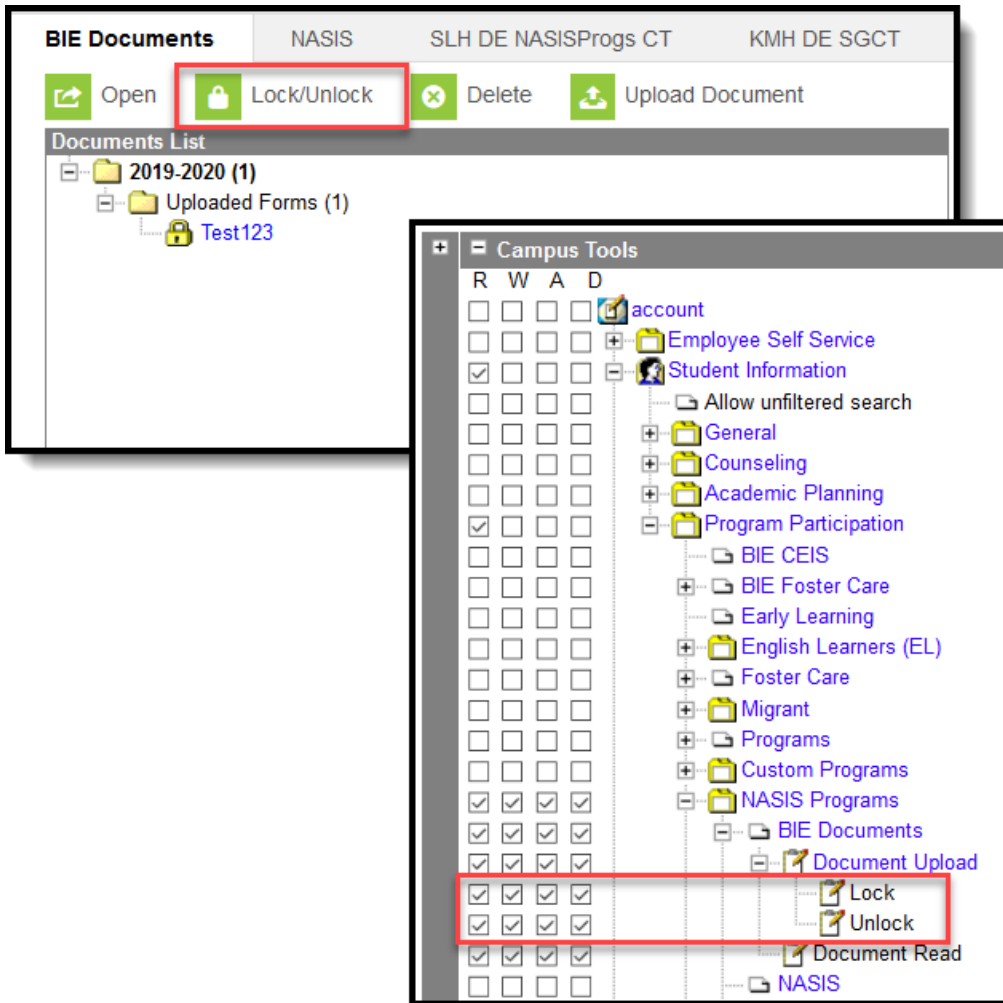 BIE Documents NASIS SLH DE NASISProgs CT KMH DE SGCT
Open Lock/Unlock Delete Upload Document
Documents List
2019-2020 (1)
Uploaded Forms (1)
Test123
Campus Tools
R W A D
account
Employee Self Service
Student Information
Allow unfiltered search
General
Counseling
Academic Planning
Program Participation
BIE CEIS
BIE Foster Care
Early Learning
English Learners (EL)
Foster Care
Migrant
Programs
Custom Programs
NASIS Programs
BIE Documents
Document Upload
Lock
Unlock
Document Read
NASIS